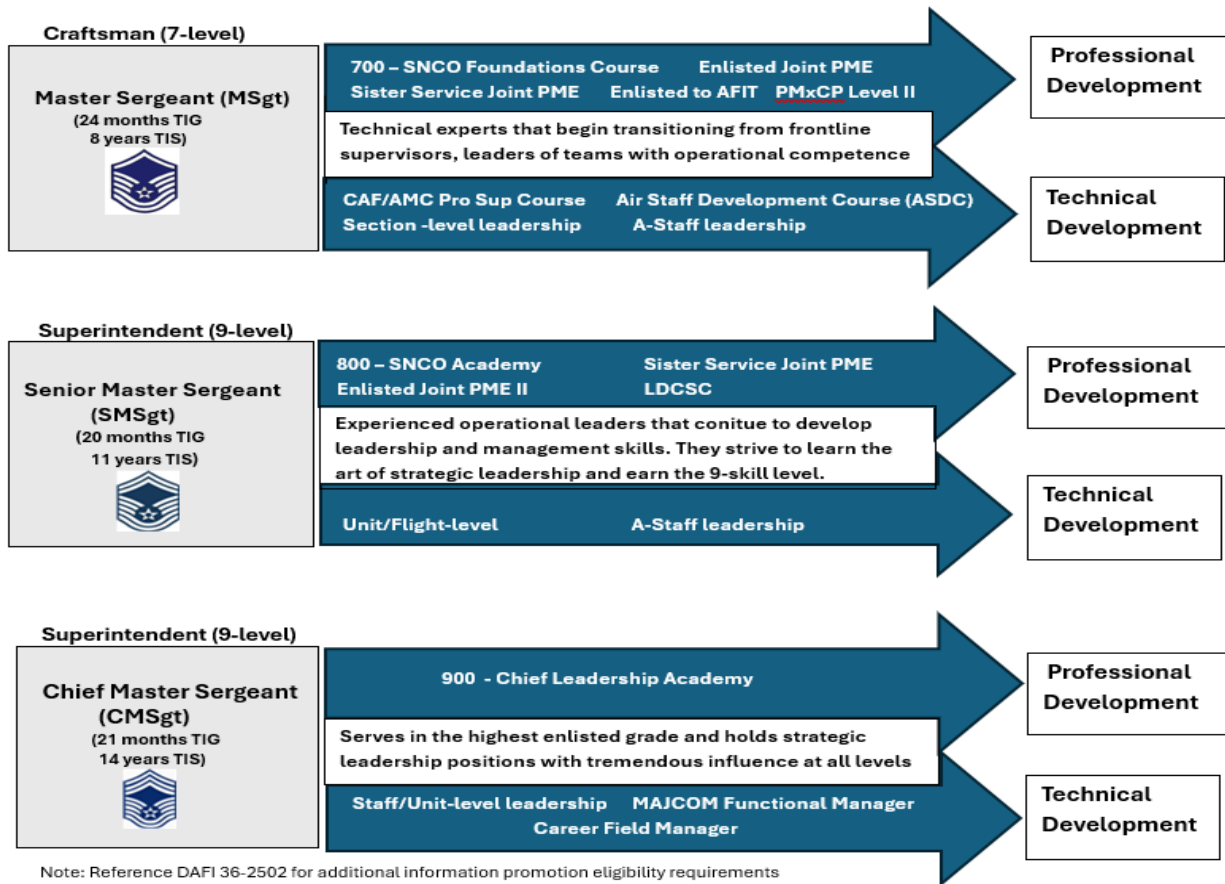 Craftsman (7-level)
Master Sergeant (MSgt)
(24 months TIG
8 years TIS)
700 – SNCO Foundations Course Enlisted Joint PME
Sister Service Joint PME Enlisted to AFIT PMxCP Level II
Technical experts that begin transitioning from frontline
supervisors, leaders of teams with operational competence
CAF/AMC Pro Sup Course Air Staff Development Course (ASDC)
Section -level leadership A-Staff leadership
Professional
Development
Technical
Development
Superintendent (9-level)
Senior Master Sergeant
(SMSgt)
(20 months TIG
11 years TIS)
800 – SNCO Academy Sister Service Joint PME
Enlisted Joint PME II LDCSC
Experienced operational leaders that conitue to develop
leadership and management skills. They strive to learn the
art of strategic leadership and earn the 9-skill level.
Unit/Flight-level A-Staff leadership
Professional
Development
Technical
Development
Superintendent (9-level)
Chief Master Sergeant
(CMSgt)
(21 months TIG
14 years TIS)
900 - Chief Leadership Academy
Serves in the highest enlisted grade and holds strategic
leadership positions with tremendous influence at all levels
Staff/Unit-level leadership MAJCOM Functional Manager
Career Field Manager
Professional
Development
Technical
Development
Note: Reference DAFI 36-2502 for additional information promotion eligibility requirements